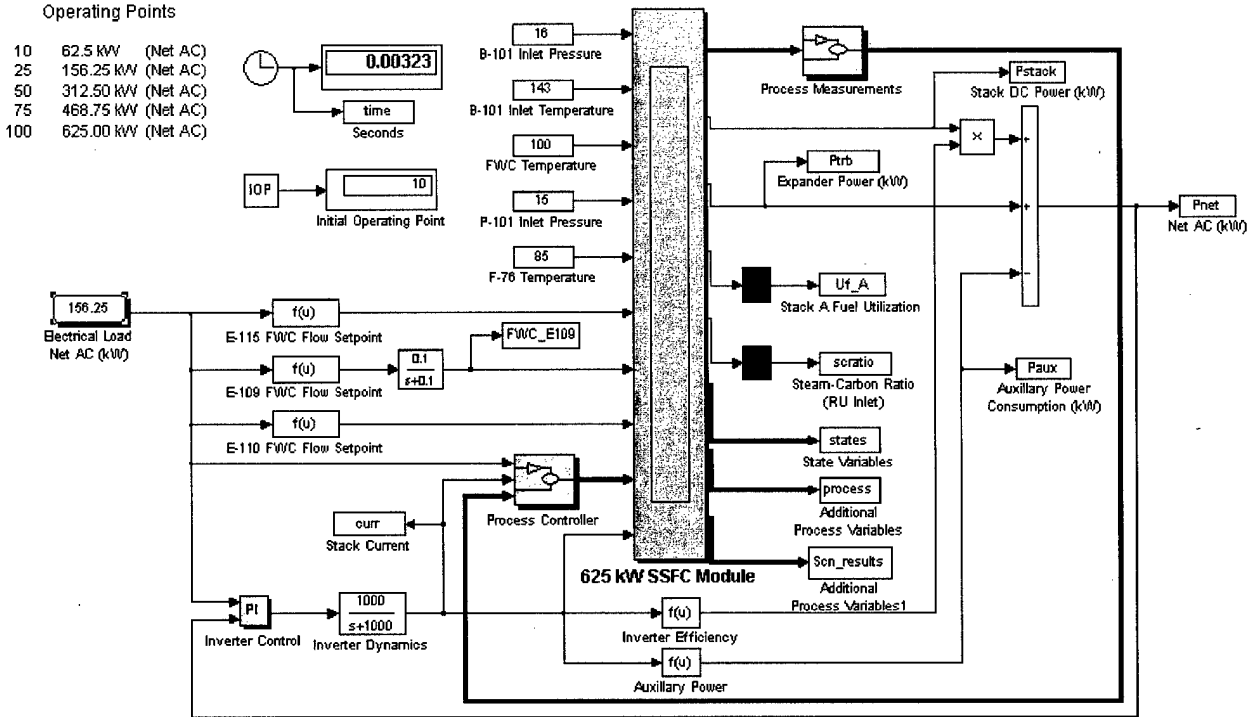 Operating Points
10 62.5 kW (Net AC)
25 156.25 kW (Net AC)
50 312.50 kW (Net AC)
75 468.75 kW (Net AC)
100 625.00 kW (Net AC)
0.00323
time
Seconds
IOP
10
Initial Operating Point
16
B-101 Inlet Pressure
143
B-101 Inlet Temperature
100
FWC Temperature
15
P-101 Inlet Pressure
85
F-76 Temperature
156.25
Electrical Load
Net AC (kW)
f(u)
E-115 FWC Flow Setpoint
f(u)
E-109 FWC Flow Setpoint
0.1
s+0.1
FWC_E109
f(u)
E-110 FWC Flow Setpoint
Process Controller
curr
Stack Current
PI
Inverter Control
1000
s+1000
Inverter Dynamics
625 kW SSFC Module
f(u)
Inverter Efficiency
f(u)
Auxillary Power
Process Measurements
Pstack
Stack DC Power (kW)
×
+
+
−
Ptrb
Expander Power (kW)
Pnet
Net AC (kW)
Uf_A
Stack A Fuel Utilization
scratio
Steam-Carbon Ratio
(RU Inlet)
Paux
Auxillary Power
Consumption (kW)
states
State Variables
process
Additional
Process Variables
Scn_results
Additional
Process Variables1